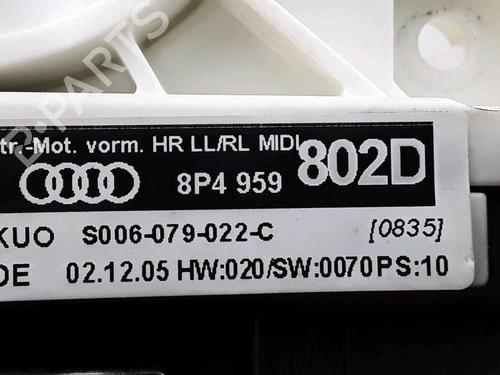 B-PARTS
tr.-Mot. vorm. HR LL/RL MIDI
8P4 959 802D
KUO S006-079-022-C [0835]
DE 02.12.05 HW:020/SW:0070 PS:10